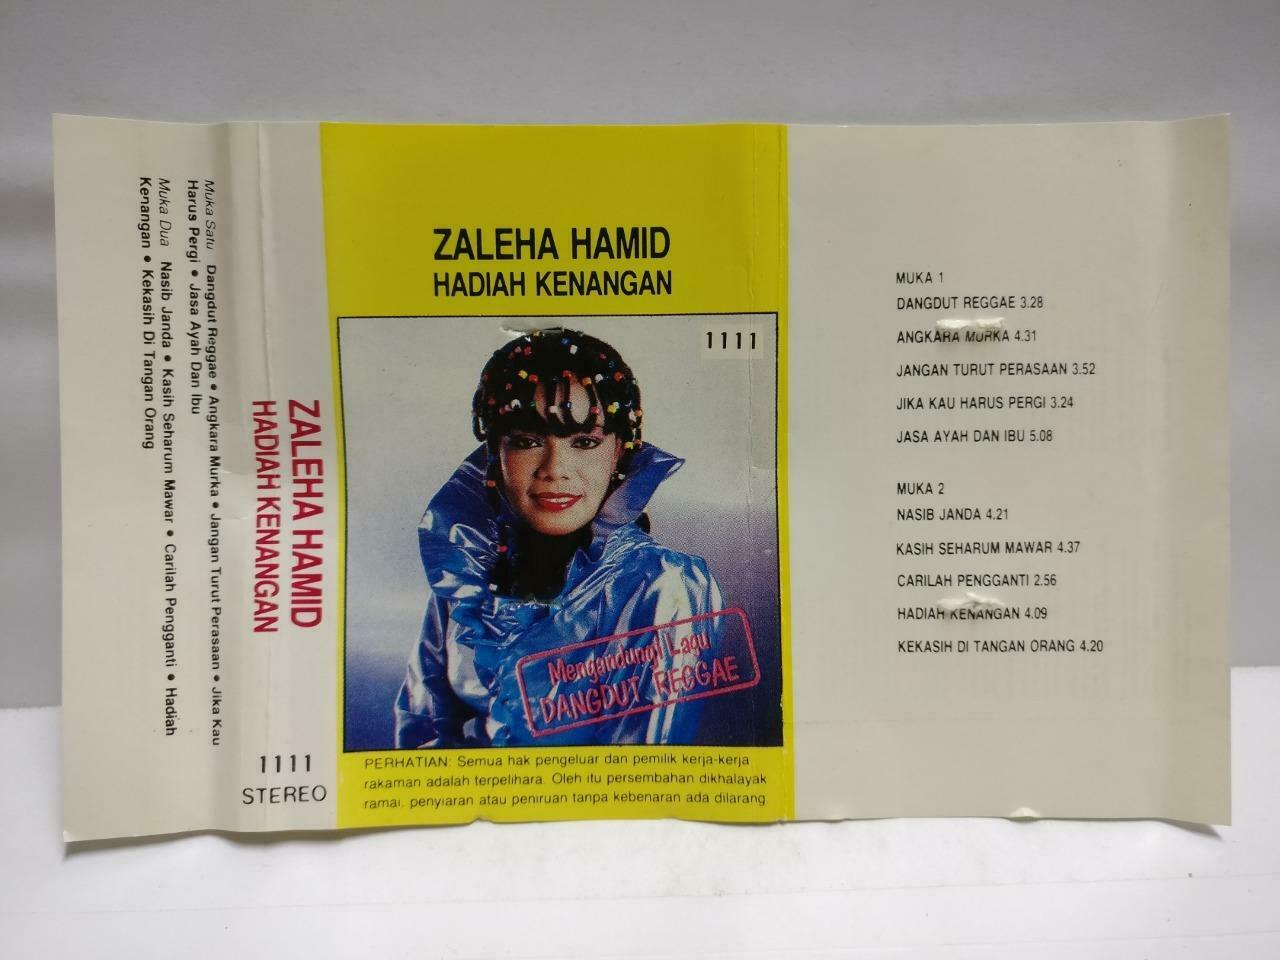 Muka Satu Dangdut Reggae • Angkara Murka • Jangan Turut Perasaan • Jika Kau
Harus Pergi • Jasa Ayah Dan Ibu
Muka Dua Nasib Janda • Kasih Seharum Mawar • Carilah Pengganti • Hadiah
Kenangan • Kekasih Di Tangan Orang
ZALEHA HAMID
HADIAH KENANGAN
1111
STEREO
ZALEHA HAMID
HADIAH KENANGAN
1111
Mengandungi Lagu
DANGDUT REGGAE
PERHATIAN: Semua hak pengeluar dan pemilik kerja-kerja
rakaman adalah terpelihara. Oleh itu persembahan dikhalayak
ramai, penyiaran atau peniruan tanpa kebenaran ada dilarang.
MUKA 1
DANGDUT REGGAE 3.28
ANGKARA MURKA 4.31
JANGAN TURUT PERASAAN 3.52
JIKA KAU HARUS PERGI 3.24
JASA AYAH DAN IBU 5.08
MUKA 2
NASIB JANDA 4.21
KASIH SEHARUM MAWAR 4.37
CARILAH PENGGANTI 2.56
HADIAH KENANGAN 4.09
KEKASIH DI TANGAN ORANG 4.20